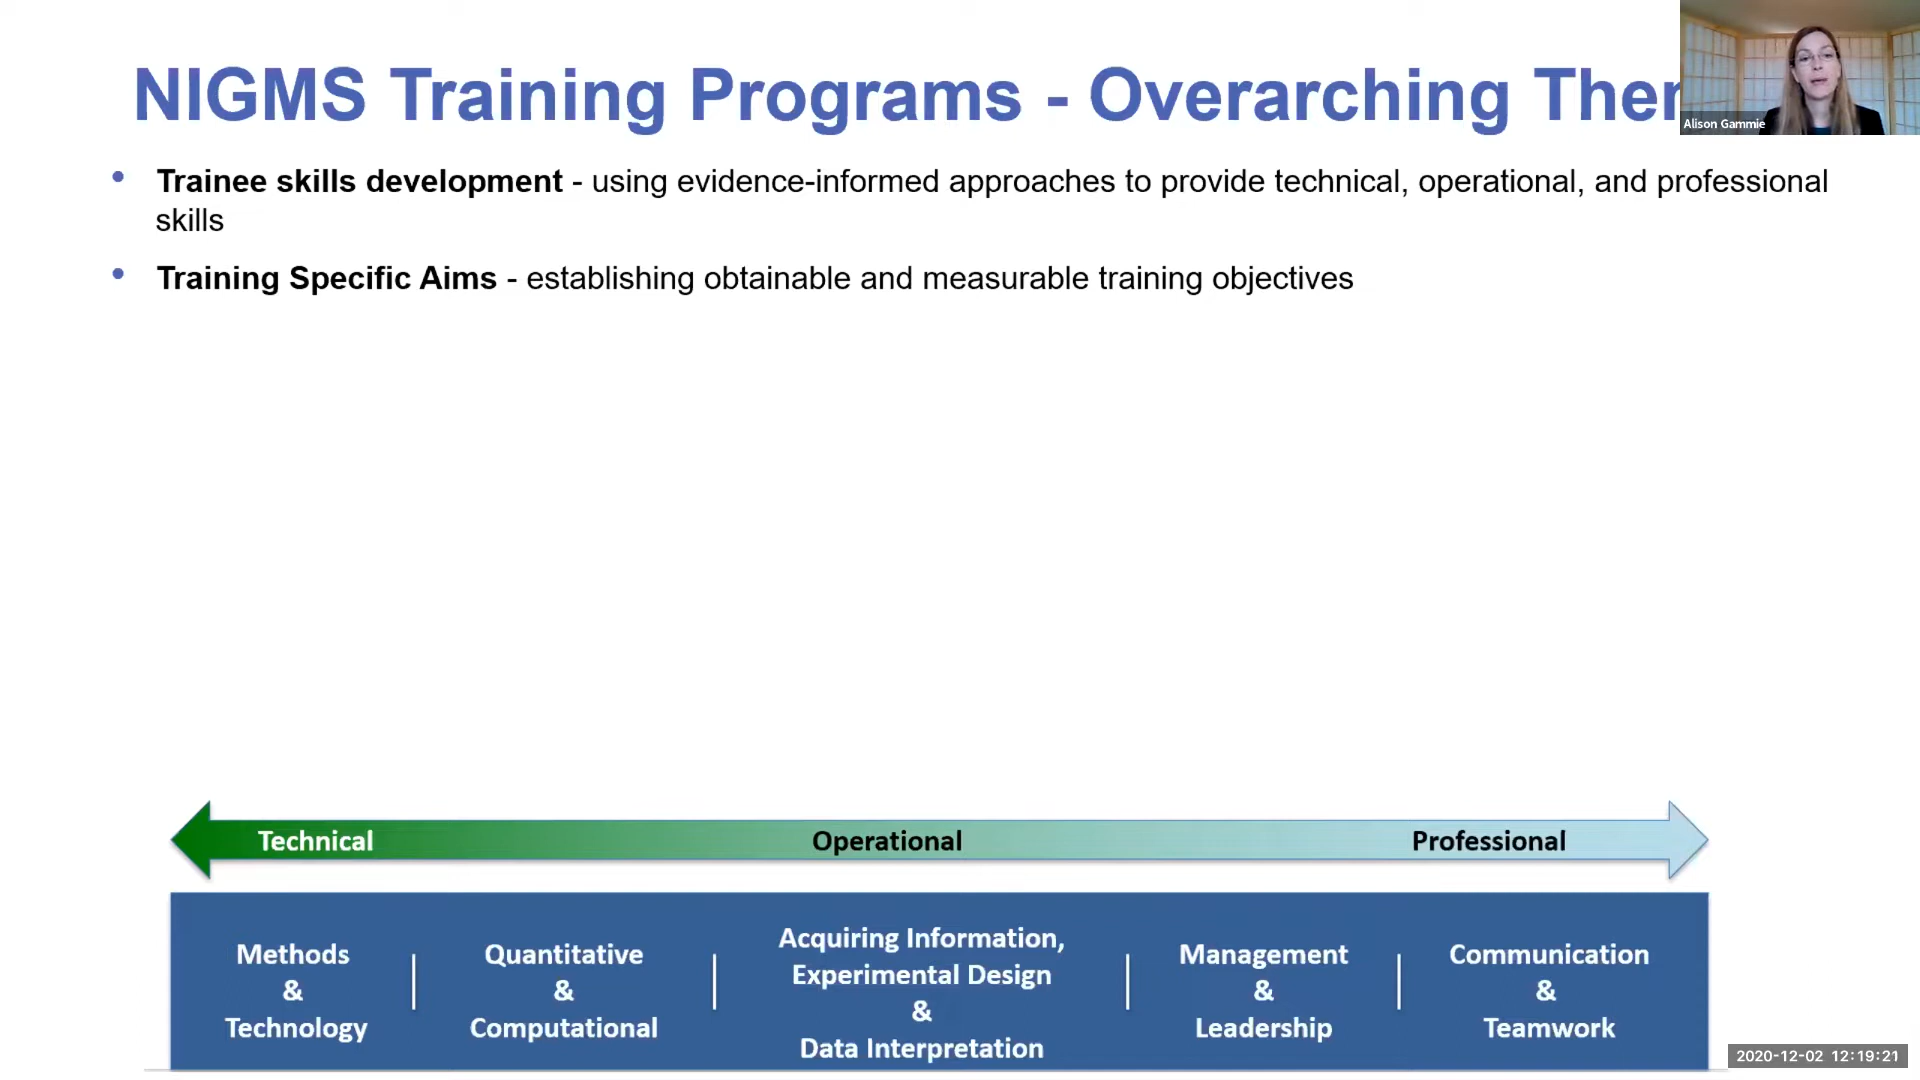 NIGMS Training Programs - Overarching
Alison Gammie
• Trainee skills development - using evidence-informed approaches to provide technical, operational, and professional
skills
• Training Specific Aims - establishing obtainable and measurable training objectives
Technical Operational Professional
Methods
&
Technology
Quantitative
&
Computational
Acquiring Information,
Experimental Design
&
Data Interpretation
Management
&
Leadership
Communication
&
Teamwork
2020-12-02 12:19:21